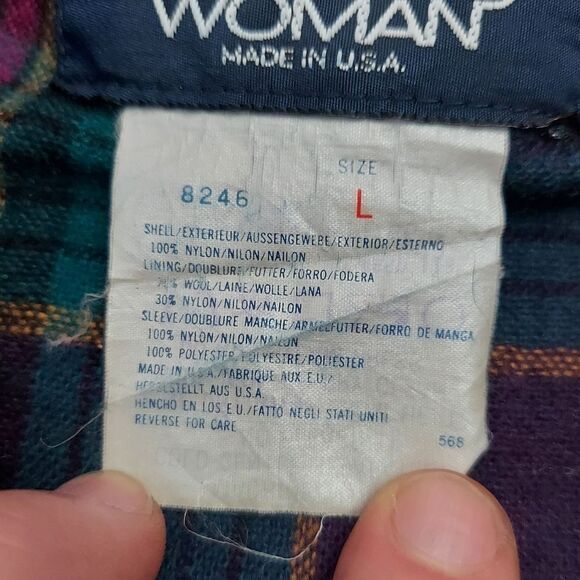 WOMAN
MADE IN U.S.A.
SIZE
8246 L
SHELL/EXTERIEUR/AUSSENGEWEBE/EXTERIOR/ESTERNO
100% NYLON/NILON/NAILON
LINING/DOUBLURE/FUTTER/FORRO/FODERA
70% WOOL/LAINE/WOLLE/LANA
30% NYLON/NILON/NAILON
SLEEVE/DOUBLURE MANCHE/ARMELFUTTER/FORRO DE MANGA
100% NYLON/NILON/NAILON
100% POLYESTER/POLYESTRE/POLIESTER
MADE IN U.S.A./FABRIQUE AUX E.U./
HERGESTELLT AUS U.S.A.
HENCHO EN LOS E.U./FATTO NEGLI STATI UNITI
REVERSE FOR CARE
568